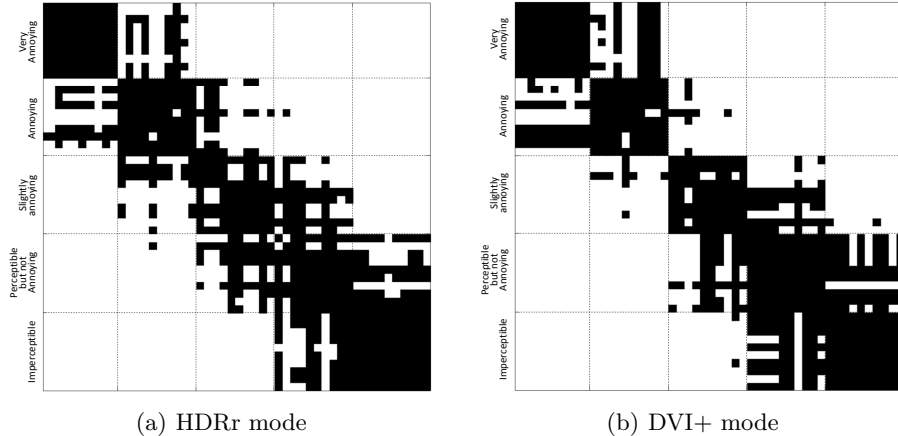 Very
Annoying
Annoying
Slightly
annoying
Perceptible
but not
Annoying
Imperceptible
(a) HDRr mode
Very
Annoying
Annoying
Slightly
annoying
Perceptible
but not
Annoying
Imperceptible
(b) DVI+ mode